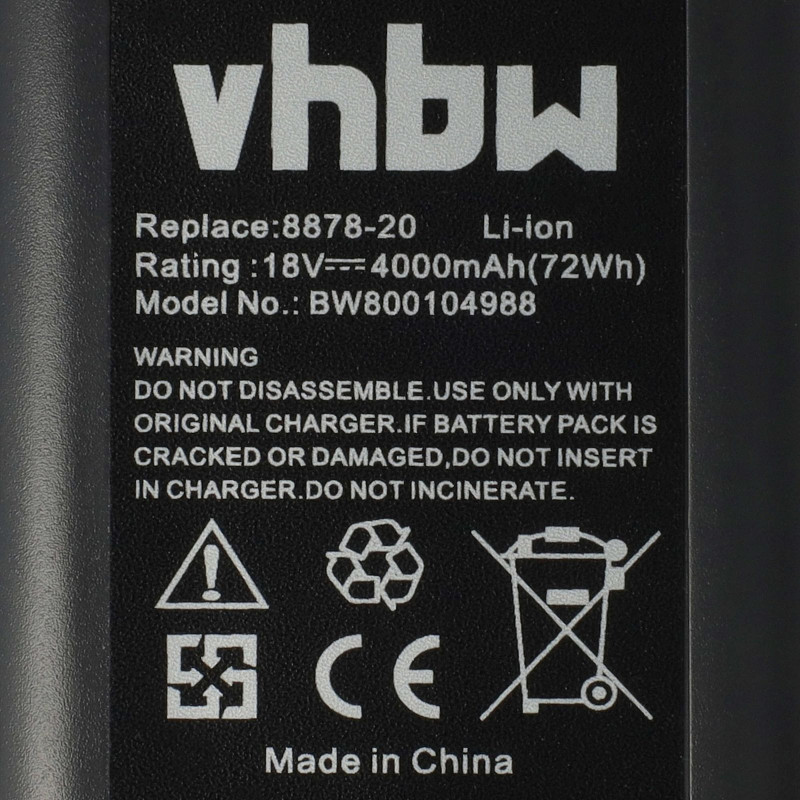 vhbw
Replace:8878-20 Li-ion
Rating :18V⎓4000mAh(72Wh)
Model No.: BW800104988
WARNING
DO NOT DISASSEMBLE.USE ONLY WITH
ORIGINAL CHARGER.IF BATTERY PACK IS
CRACKED OR DAMAGED,DO NOT INSERT
IN CHARGER.DO NOT INCINERATE.
CE
Made in China